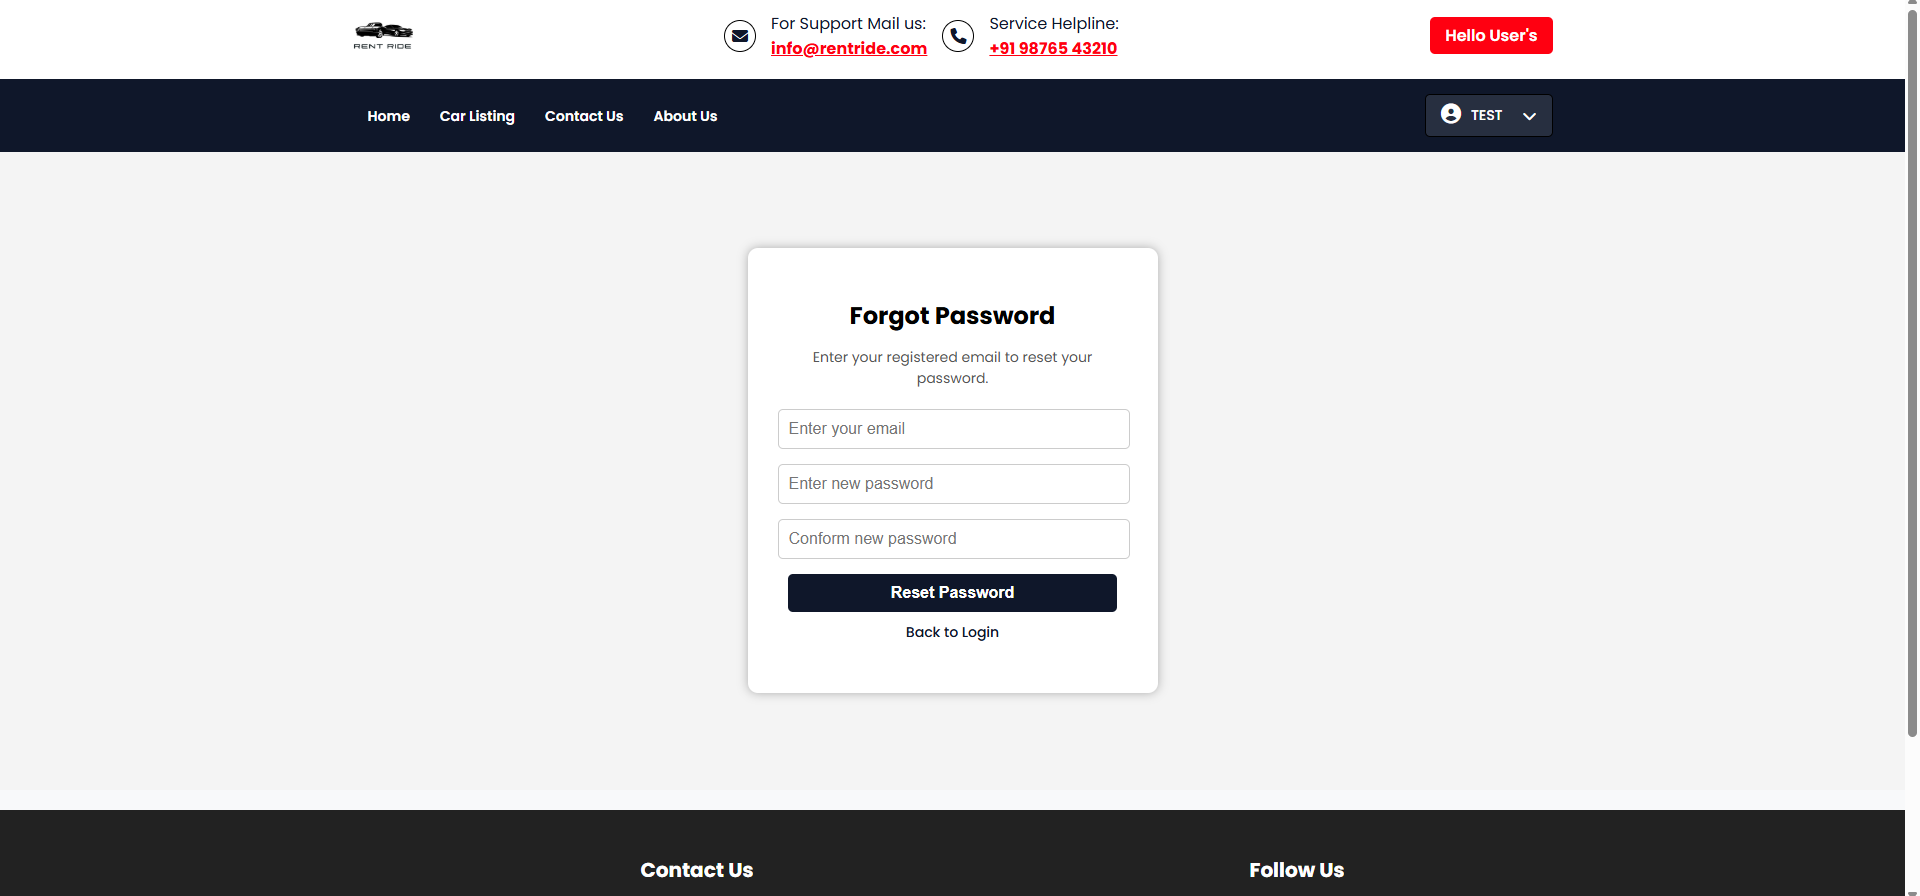 RENT RIDE
For Support Mail us:
info@rentride.com
Service Helpline:
+91 98765 43210
Hello User's
Home
Car Listing
Contact Us
About Us
TEST
Forgot Password
Enter your registered email to reset your
password.
Enter your email
Enter new password
Conform new password
Reset Password
Back to Login
Contact Us
Follow Us